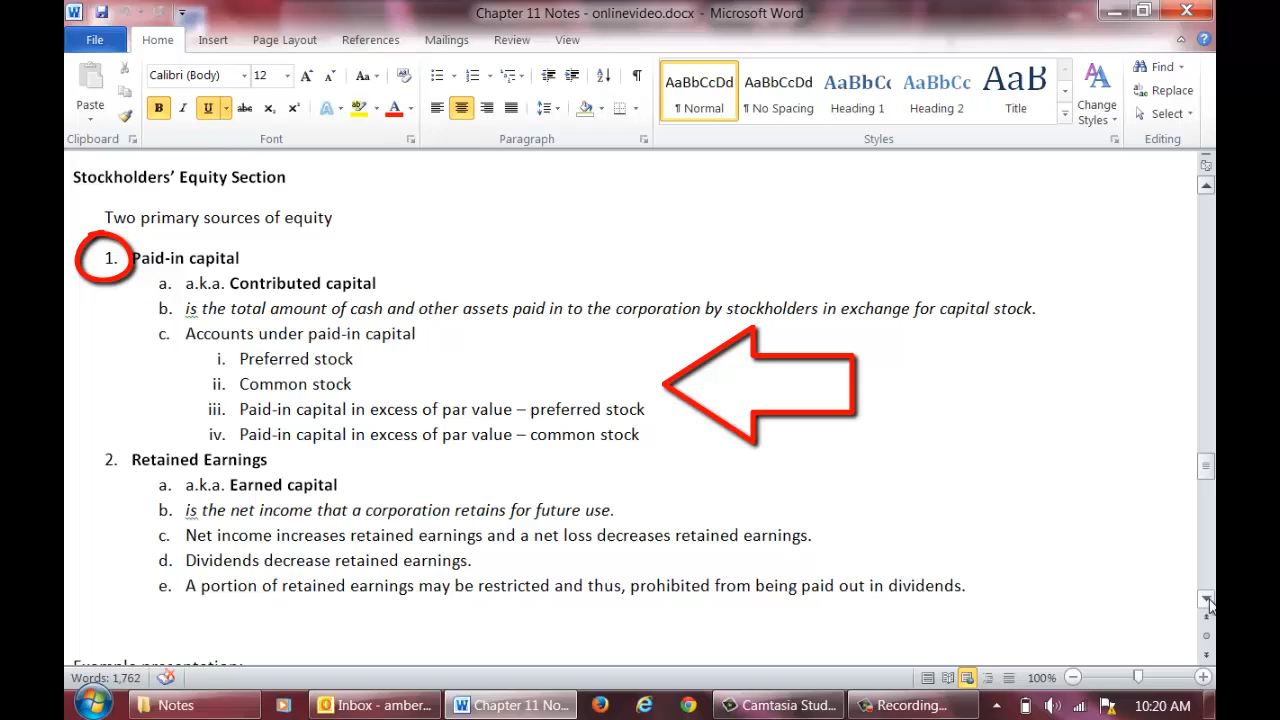 Chapter 11 Notes - onlinevideo.docx - Microsoft Word
File Home Insert Page Layout References Mailings Review View
Calibri (Body) 12 Aa AaBbCcDd AaBbCcDd AaBbCc AaBbCc AaB Find
Paste B I U abc x₂ x² A A ¶ Normal ¶ No Spacing Heading 1 Heading 2 Title Change Styles Replace Select
Clipboard Font Paragraph Styles Editing
Stockholders' Equity Section
Two primary sources of equity
1. Paid-in capital
a. a.k.a. Contributed capital
b. is the total amount of cash and other assets paid in to the corporation by stockholders in exchange for capital stock.
c. Accounts under paid-in capital
i. Preferred stock
ii. Common stock
iii. Paid-in capital in excess of par value – preferred stock
iv. Paid-in capital in excess of par value – common stock
2. Retained Earnings
a. a.k.a. Earned capital
b. is the net income that a corporation retains for future use.
c. Net income increases retained earnings and a net loss decreases retained earnings.
d. Dividends decrease retained earnings.
e. A portion of retained earnings may be restricted and thus, prohibited from being paid out in dividends.
Example presentation:
Words: 1,762 100%
Notes Inbox - amber... Chapter 11 No... Camtasia Stud... Recording... 10:20 AM